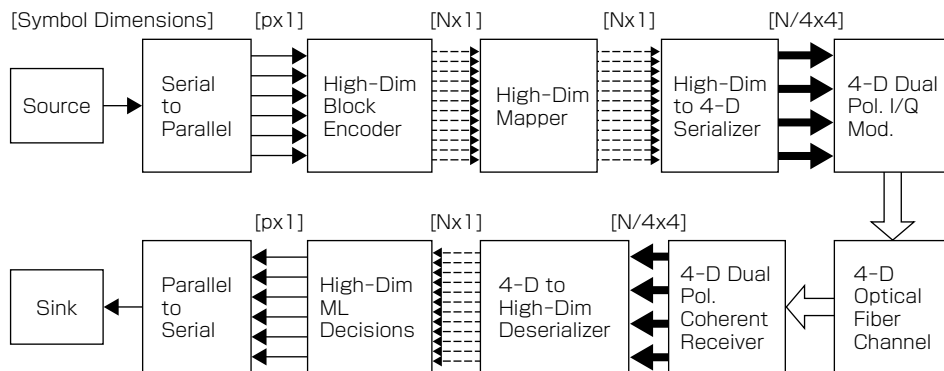 [Symbol Dimensions]
[px1]
[Nx1]
[Nx1]
[N/4x4]
Source
Serial
to
Parallel
High-Dim
Block
Encoder
High-Dim
Mapper
High-Dim
to 4-D
Serializer
4-D Dual
Pol. I/Q
Mod.
[px1]
[Nx1]
[N/4x4]
Sink
Parallel
to
Serial
High-Dim
ML
Decisions
4-D to
High-Dim
Deserializer
4-D Dual
Pol.
Coherent
Receiver
4-D
Optical
Fiber
Channel